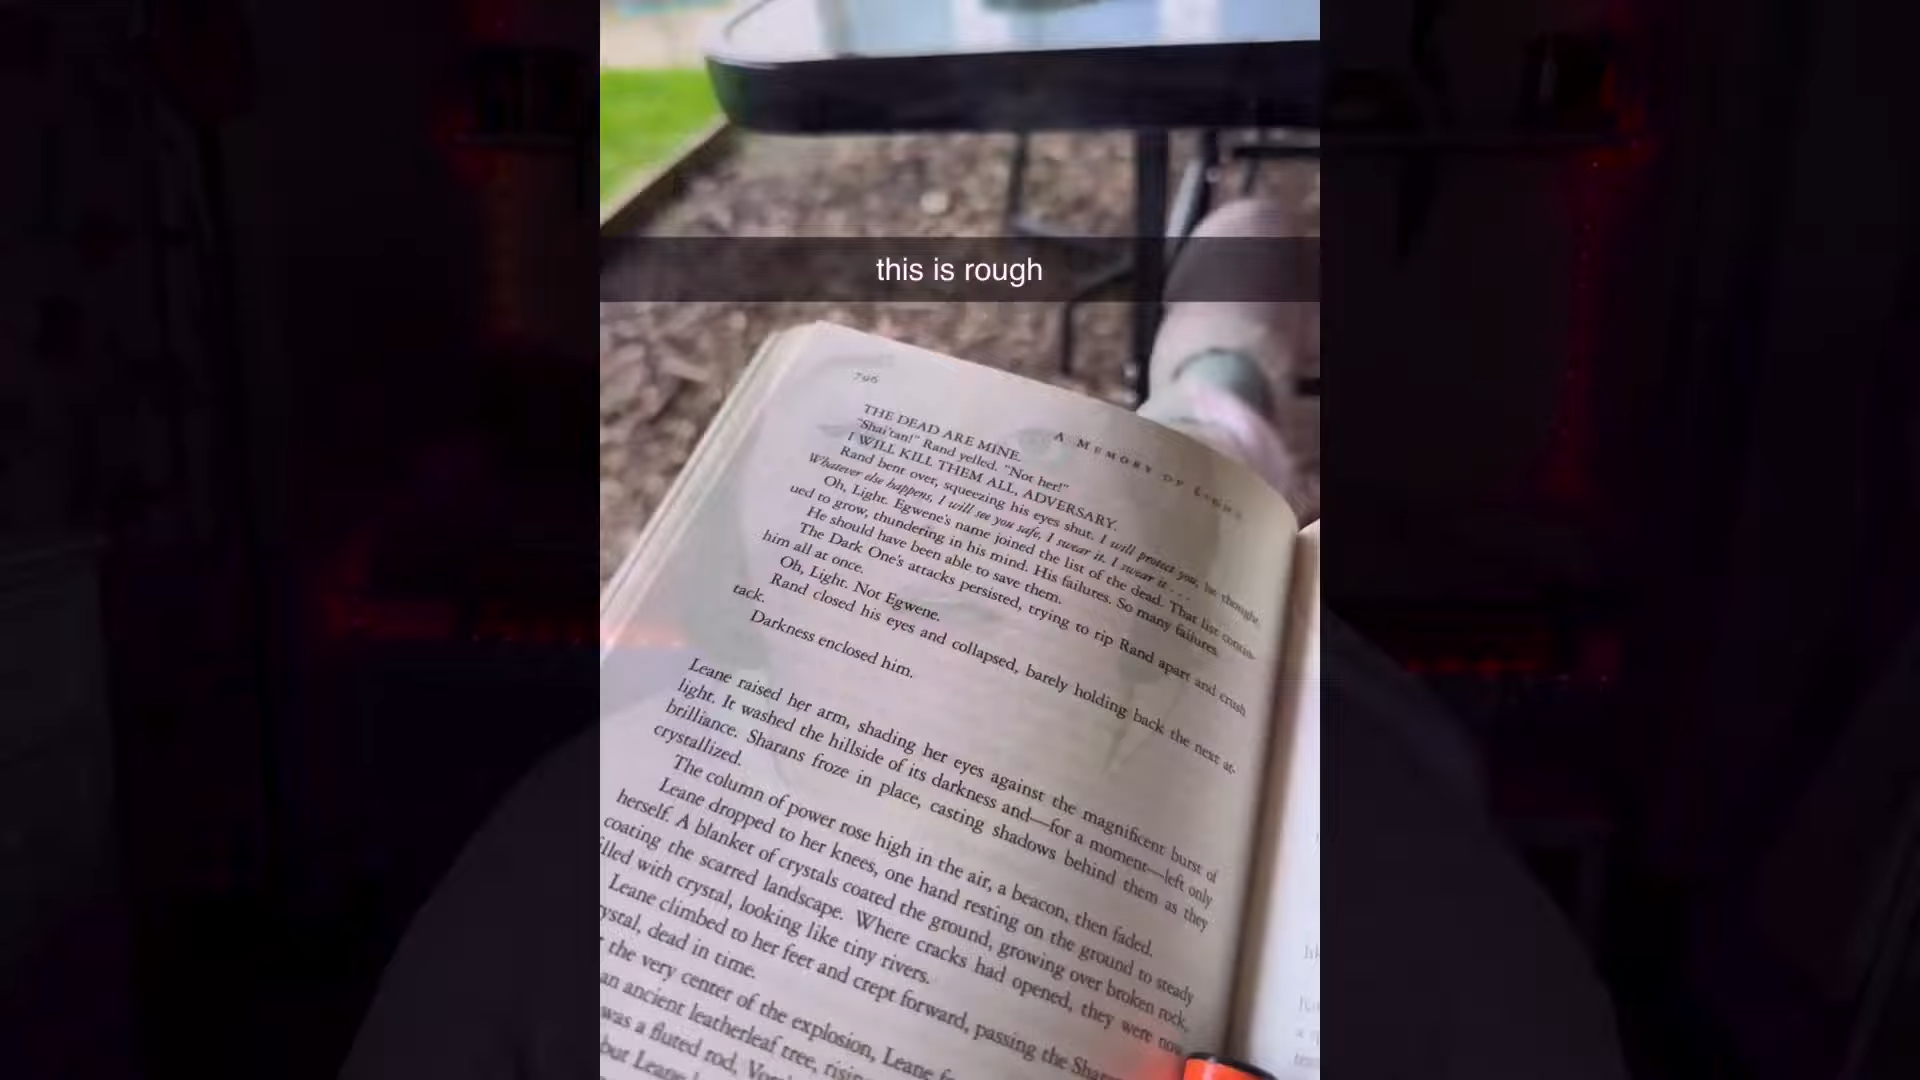 this is rough
796
A MEMORY OF LIGHT
THE DEAD ARE MINE.
"Shai'tan!" Rand yelled. "Not her!"
I WILL KILL THEM ALL, ADVERSARY.
Rand bent over, squeezing his eyes shut. I will protect you, he thought.
Whatever else happens, I will see you safe, I swear it. I swear it . . .
Oh, Light. Egwene's name joined the list of the dead. That list contin-
ued to grow, thundering in his mind. His failures. So many failures.
He should have been able to save them.
The Dark One's attacks persisted, trying to rip Rand apart and crush
him all at once.
Oh, Light. Not Egwene.
Rand closed his eyes and collapsed, barely holding back the next at-
tack.
Darkness enclosed him.
Leane raised her arm, shading her eyes against the magnificent burst of
light. It washed the hillside of its darkness and—for a moment—left only
brilliance. Sharans froze in place, casting shadows behind them as they
crystallized.
The column of power rose high in the air, a beacon, then faded.
Leane dropped to her knees, one hand resting on the ground to steady
herself. A blanket of crystals coated the ground, growing over broken rock,
coating the scarred landscape. Where cracks had opened, they were now
illed with crystal, looking like tiny rivers.
Leane climbed to her feet and crept forward, passing the Shar
ystal, dead in time.
the very center of the explosion, Leane f
an ancient leatherleaf tree, risin
was a fluted rod, Vor
but Leane